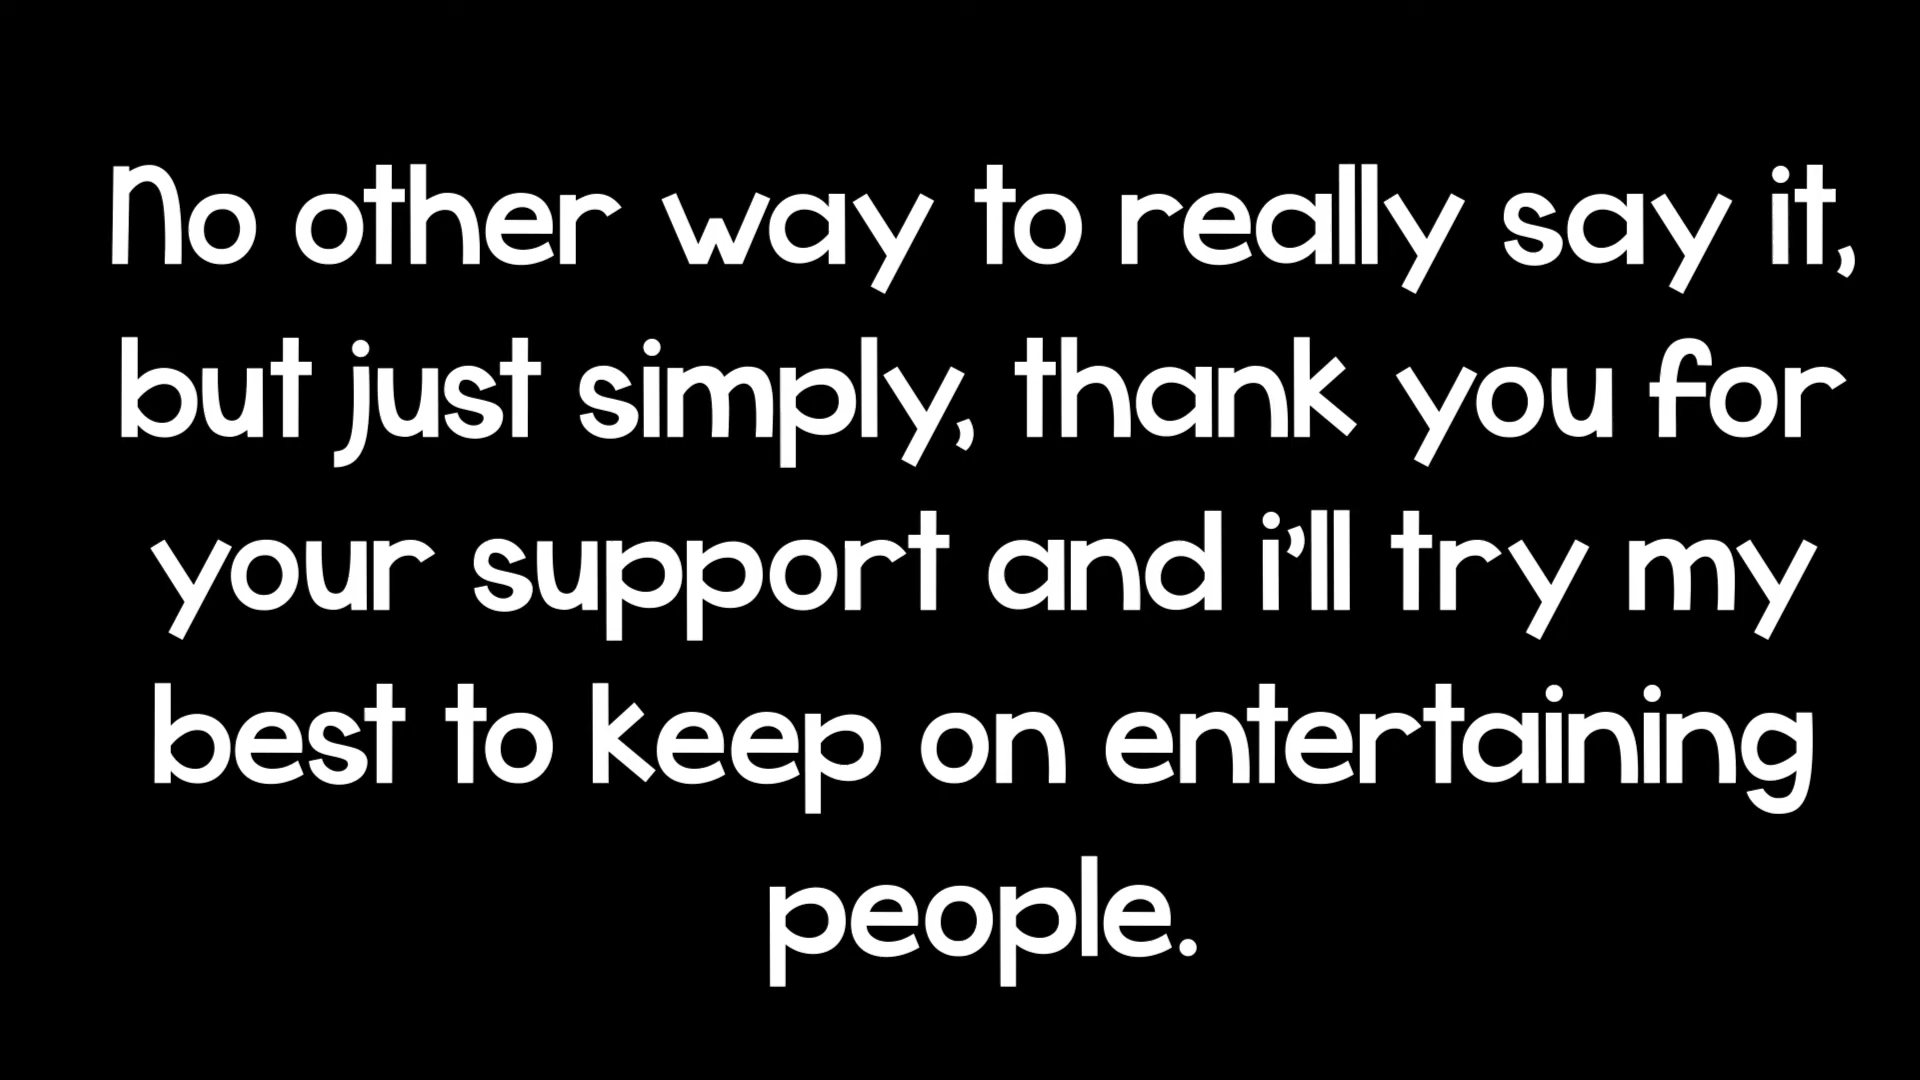 No other way to really say it,
but just simply, thank you for
your support and i'll try my
best to keep on entertaining
people.